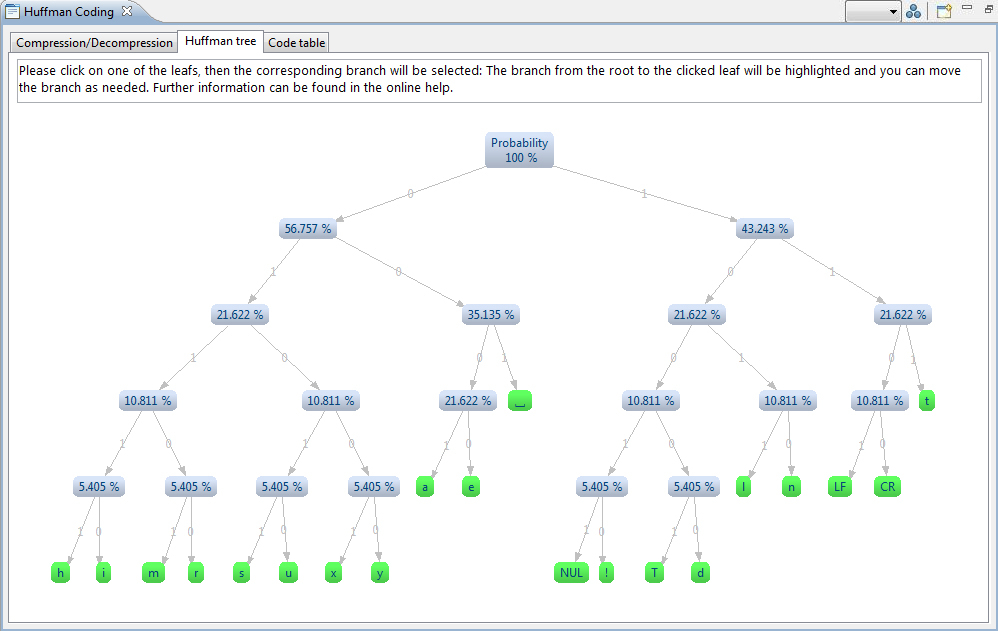 Huffman Coding
Compression/Decompression Huffman tree Code table
Please click on one of the leafs, then the corresponding branch will be selected: The branch from the root to the clicked leaf will be highlighted and you can move
the branch as needed. Further information can be found in the online help.
Probability
100 %
0 1
56.757 % 43.243 %
1 0 0 1
21.622 % 35.135 % 21.622 % 21.622 %
1 0 0 1 0 1 0 1
10.811 % 10.811 % 21.622 % ⎵ 10.811 % 10.811 % 10.811 % t
1 0 1 0 1 0 1 0 1 0 1 0
5.405 % 5.405 % 5.405 % 5.405 % a e 5.405 % 5.405 % l n LF CR
1 0 1 0 1 0 1 0 1 0 1 0
h i m r s u x y NUL ! T d